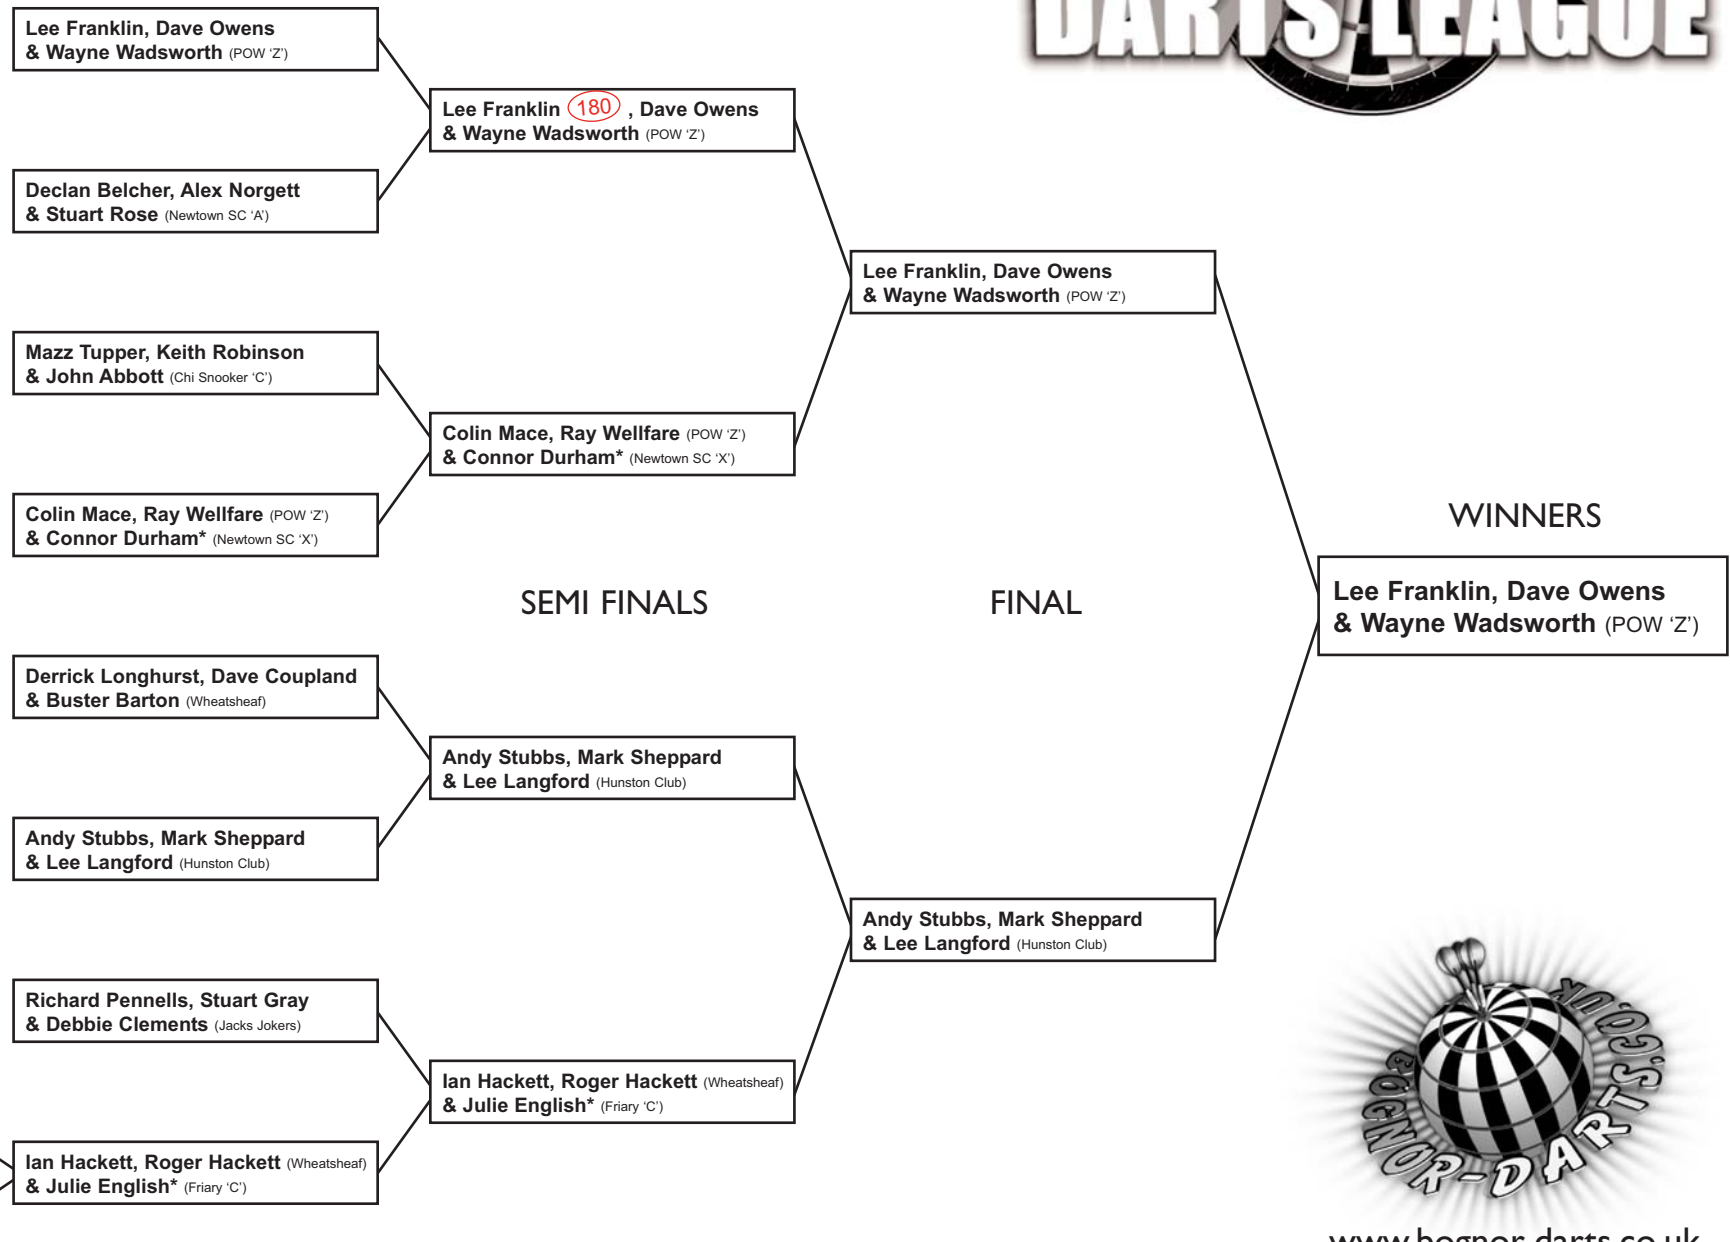 DARTS LEAGUE
Lee Franklin, Dave Owens
& Wayne Wadsworth (POW ‘Z’)
Declan Belcher, Alex Norgett
& Stuart Rose (Newtown SC ‘A’)
Mazz Tupper, Keith Robinson
& John Abbott (Chi Snooker ‘C’)
Colin Mace, Ray Wellfare (POW ‘Z’)
& Connor Durham* (Newtown SC ‘X’)
Derrick Longhurst, Dave Coupland
& Buster Barton (Wheatsheaf)
Andy Stubbs, Mark Sheppard
& Lee Langford (Hunston Club)
Richard Pennells, Stuart Gray
& Debbie Clements (Jacks Jokers)
Ian Hackett, Roger Hackett (Wheatsheaf)
& Julie English* (Friary ‘C’)
SEMI FINALS
Lee Franklin 180 , Dave Owens
& Wayne Wadsworth (POW ‘Z’)
Colin Mace, Ray Wellfare (POW ‘Z’)
& Connor Durham* (Newtown SC ‘X’)
Andy Stubbs, Mark Sheppard
& Lee Langford (Hunston Club)
Ian Hackett, Roger Hackett (Wheatsheaf)
& Julie English* (Friary ‘C’)
FINAL
Lee Franklin, Dave Owens
& Wayne Wadsworth (POW ‘Z’)
Andy Stubbs, Mark Sheppard
& Lee Langford (Hunston Club)
WINNERS
Lee Franklin, Dave Owens
& Wayne Wadsworth (POW ‘Z’)
BOGNOR-DARTS.CO.UK
www.bognor-darts.co.uk